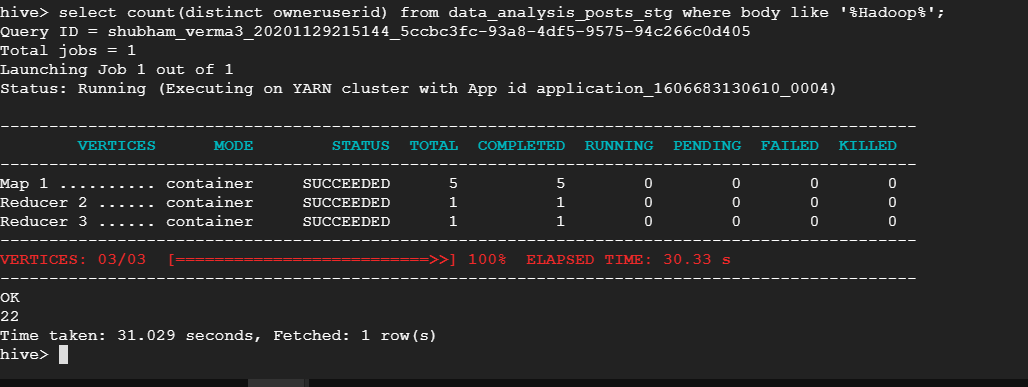 hive> select count(distinct owneruserid) from data_analysis_posts_stg where body like '%Hadoop%';
Query ID = shubham_verma3_20201129215144_5ccbc3fc-93a8-4df5-9575-94c266c0d405
Total jobs = 1
Launching Job 1 out of 1
Status: Running (Executing on YARN cluster with App id application_1606683130610_0004)
----------------------------------------------------------------------------------------------
VERTICES MODE STATUS TOTAL COMPLETED RUNNING PENDING FAILED KILLED
----------------------------------------------------------------------------------------------
Map 1 .......... container SUCCEEDED 5 5 0 0 0 0
Reducer 2 ...... container SUCCEEDED 1 1 0 0 0 0
Reducer 3 ...... container SUCCEEDED 1 1 0 0 0 0
----------------------------------------------------------------------------------------------
VERTICES: 03/03 [==========================>>] 100% ELAPSED TIME: 30.33 s
----------------------------------------------------------------------------------------------
OK
22
Time taken: 31.029 seconds, Fetched: 1 row(s)
hive>